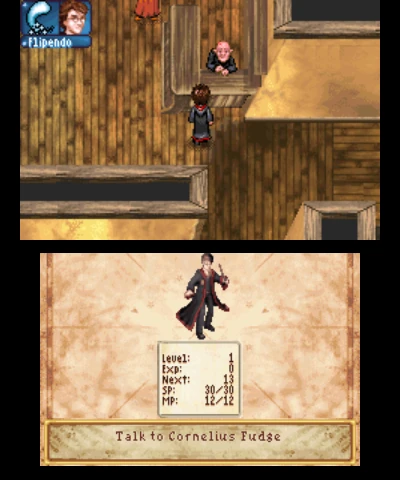 Flipendo
Level: 1
Exp: 0
Next: 13
SP: 30/30
MP: 12/12
Talk to Cornelius Fudge